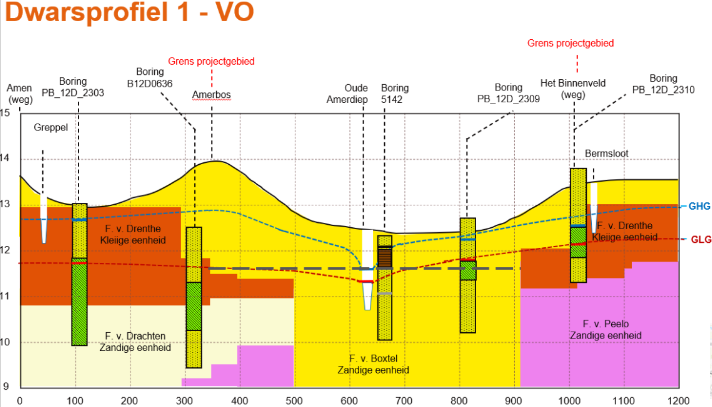 Dwarsprofiel 1 - VO
Grens projectgebied
Grens projectgebied
Amen
(weg)
Boring
PB_12D_2303
Boring
B12D0636
Amerbos
Oude
Amerdiep
Boring
5142
Boring
PB_12D_2309
Het Binnenveld
(weg)
Boring
PB_12D_2310
Greppel
Bermsloot
15
14
13
12
11
10
9
F. v. Drenthe
Kleiige eenheid
F. v. Drachten
Zandige eenheid
F. v. Boxtel
Zandige eenheid
F. v. Drenthe
Kleiige eenheid
F. v. Peelo
Zandige eenheid
GHG
GLG
0 100 200 300 400 500 600 700 800 900 1000 1100 1200